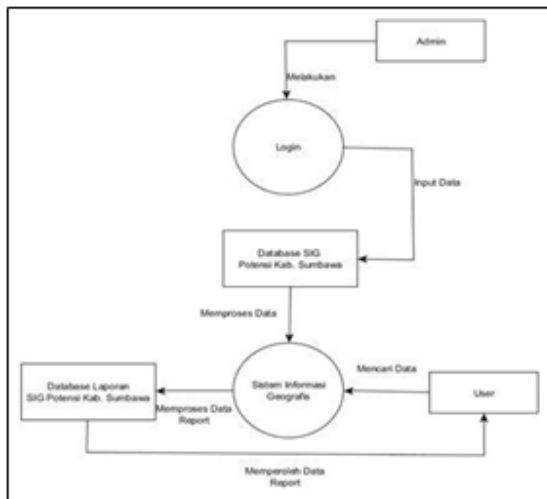 Admin
Melakukan
Login
Input Data
Database SIG
Potensi Kab. Sumbawa
Memproses Data
Mencari Data
Sistem Informasi
Geografis
User
Database Laporan
SIG Potensi Kab. Sumbawa
Memproses Data
Report
Memperoleh Data
Report